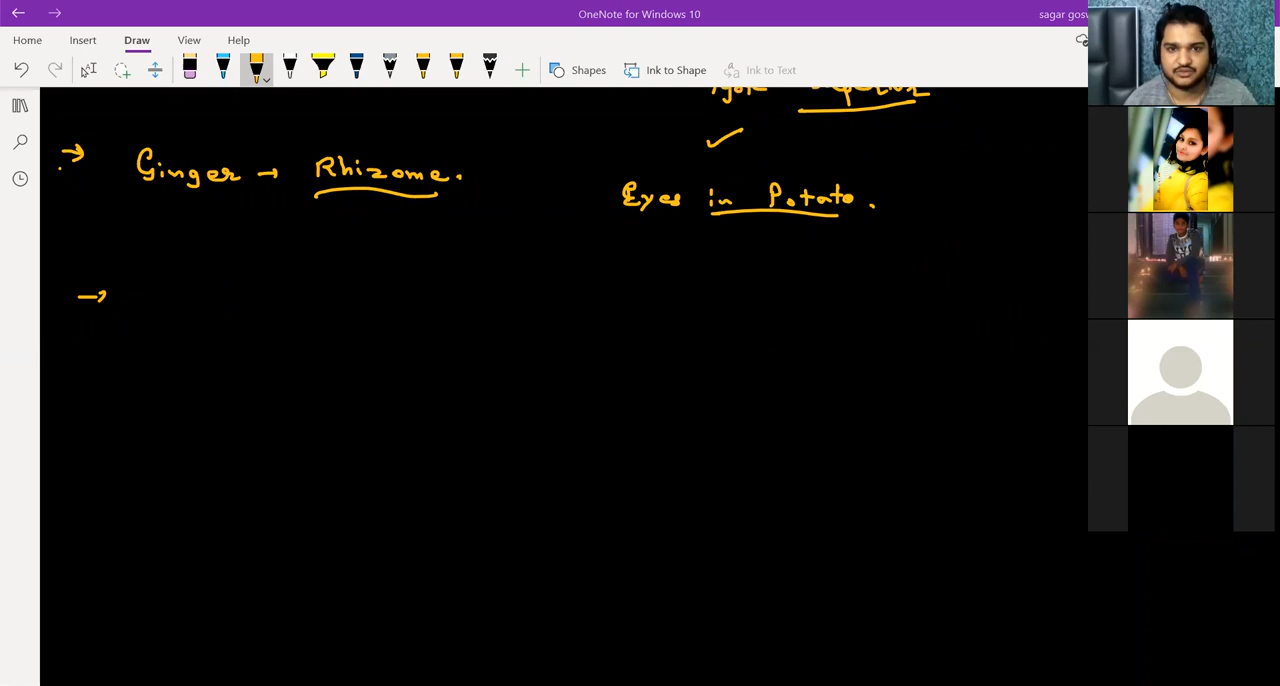 OneNote for Windows 10
sagar gosw
Home Insert Draw View Help
Shapes Ink to Shape Ink to Text
→ Ginger → Rhizome.
✓
Eyes in Potato.
→